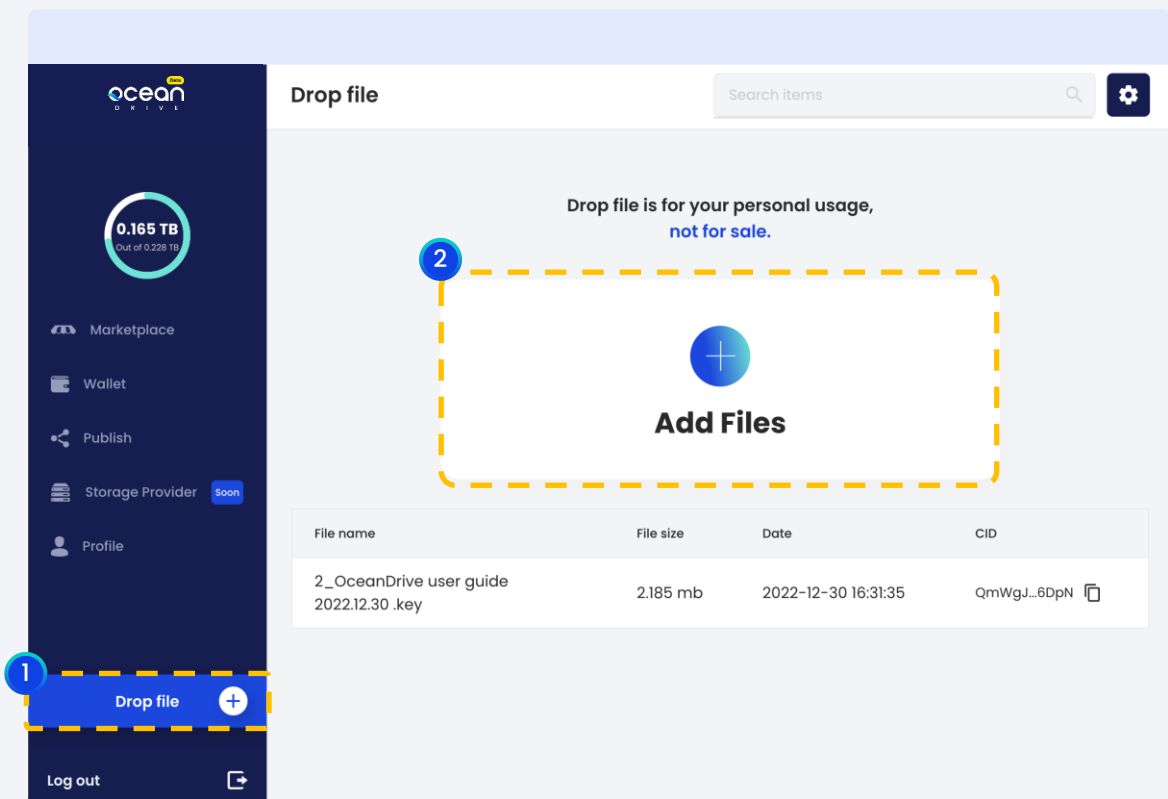 Beta
ocean
DRIVE
Drop file
Search items
0.165 TB
Out of 0.228 TB
Drop file is for your personal usage,
not for sale.
2
Marketplace
Wallet
Publish
Storage Provider Soon
Profile
Add Files
File name File size Date CID
2_OceanDrive user guide
2022.12.30 .key
2.185 mb 2022-12-30 16:31:35 QmWgJ...6DpN
1
Drop file
Log out